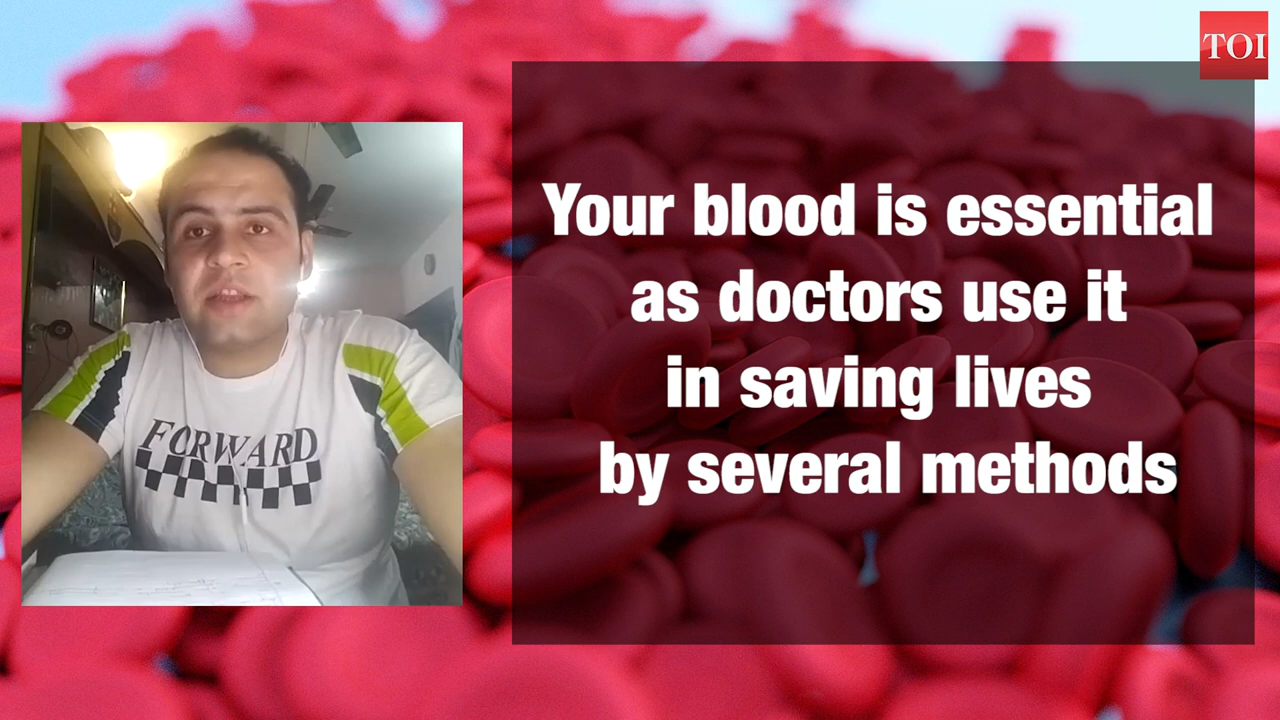 TOI
Your blood is essential
as doctors use it
in saving lives
by several methods
FORWARD